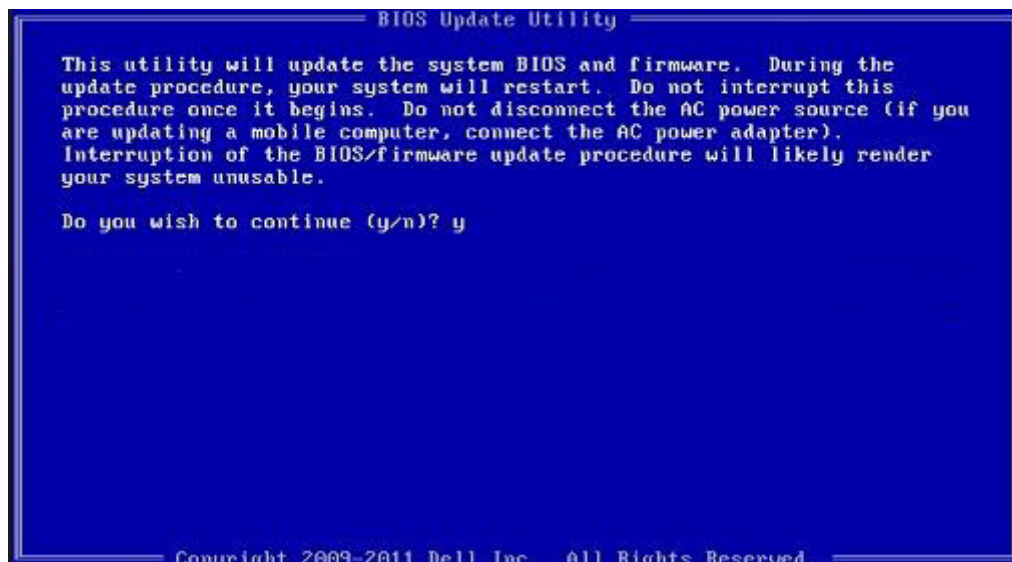 BIOS Update Utility
This utility will update the system BIOS and firmware. During the
update procedure, your system will restart. Do not interrupt this
procedure once it begins. Do not disconnect the AC power source (if you
are updating a mobile computer, connect the AC power adapter).
Interruption of the BIOS/firmware update procedure will likely render
your system unusable.
Do you wish to continue (y/n)? y
Copyright 2009-2011 Dell Inc. All Rights Reserved.